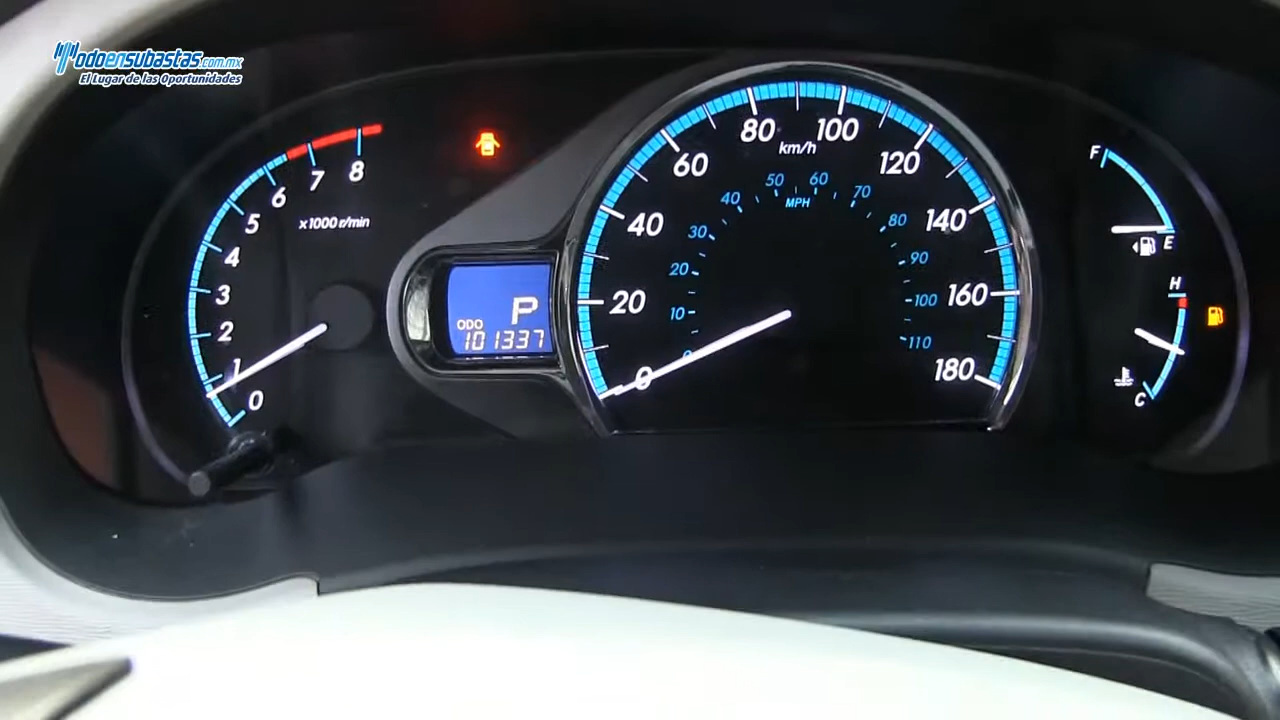 Todoensubastas.com.mx
El Lugar de las Oportunidades
0
1
2
3
4
5
6
7
8
x1000 r/min
P
ODO
101337
0
20
40
60
80
100
120
140
160
180
km/h
0
10
20
30
40
50
60
70
80
90
100
110
MPH
F
E
H
C